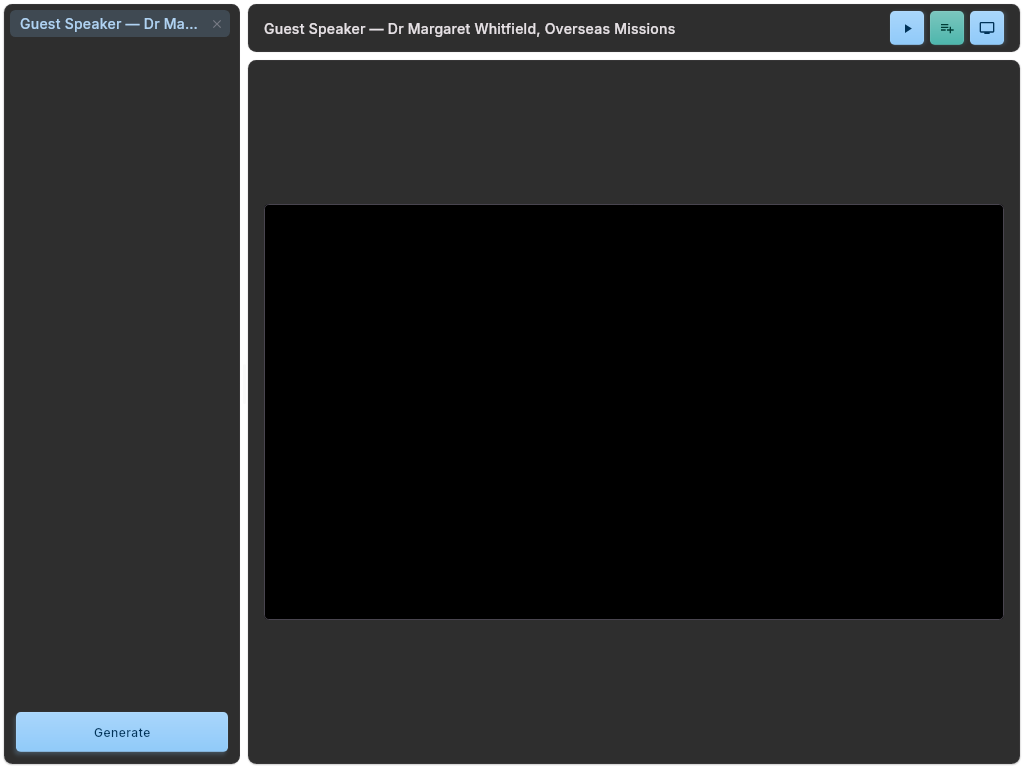 Guest Speaker — Dr Ma...
Guest Speaker — Dr Margaret Whitfield, Overseas Missions
Generate